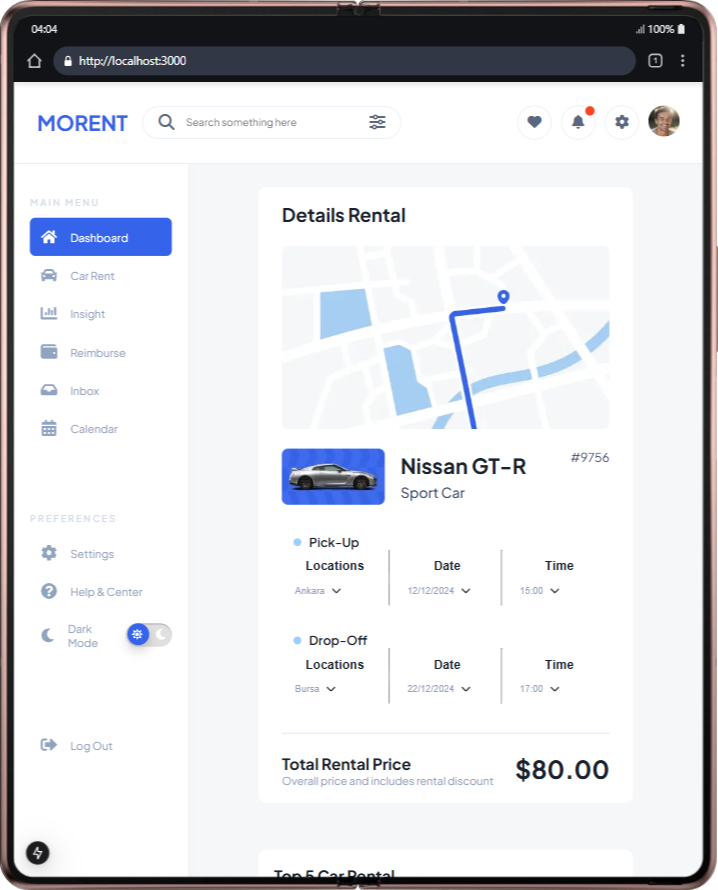 04:04
100%
http://localhost:3000
1
MORENT
Search something here
MAIN MENU
Dashboard
Car Rent
Insight
Reimburse
Inbox
Calendar
PREFERENCES
Settings
Help & Center
Dark
Mode
Log Out
Details Rental
Nissan GT-R
#9756
Sport Car
Pick-Up
Locations Date Time
Ankara 12/12/2024 15:00
Drop-Off
Locations Date Time
Bursa 22/12/2024 17:00
Total Rental Price
Overall price and includes rental discount
$80.00
Top 5 Car Rental